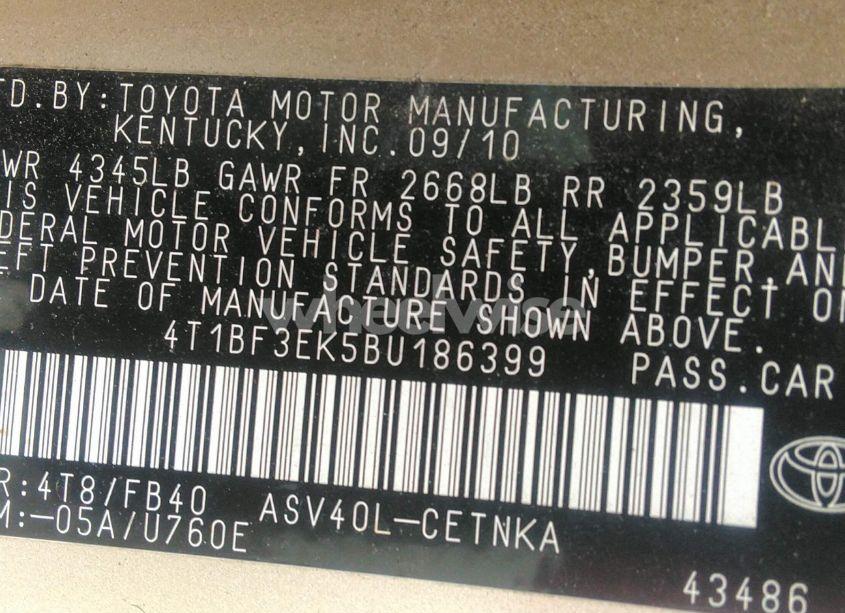 TD.BY:TOYOTA MOTOR MANUFACTURING,
KENTUCKY,INC.09/10
WR 4345LB GAWR FR 2668LB RR 2359LB
IS VEHICLE CONFORMS TO ALL APPLICABL
DERAL MOTOR VEHICLE SAFETY,BUMPER,AN
EFT PREVENTION STANDARDS IN EFFECT ON
DATE OF MANUFACTURE SHOWN ABOVE.
wheelwise
4T1BF3EK5BU186399 PASS.CAR
R:4T8/FB40 ASV40L-CETNKA
M:-05A/U760E
43486